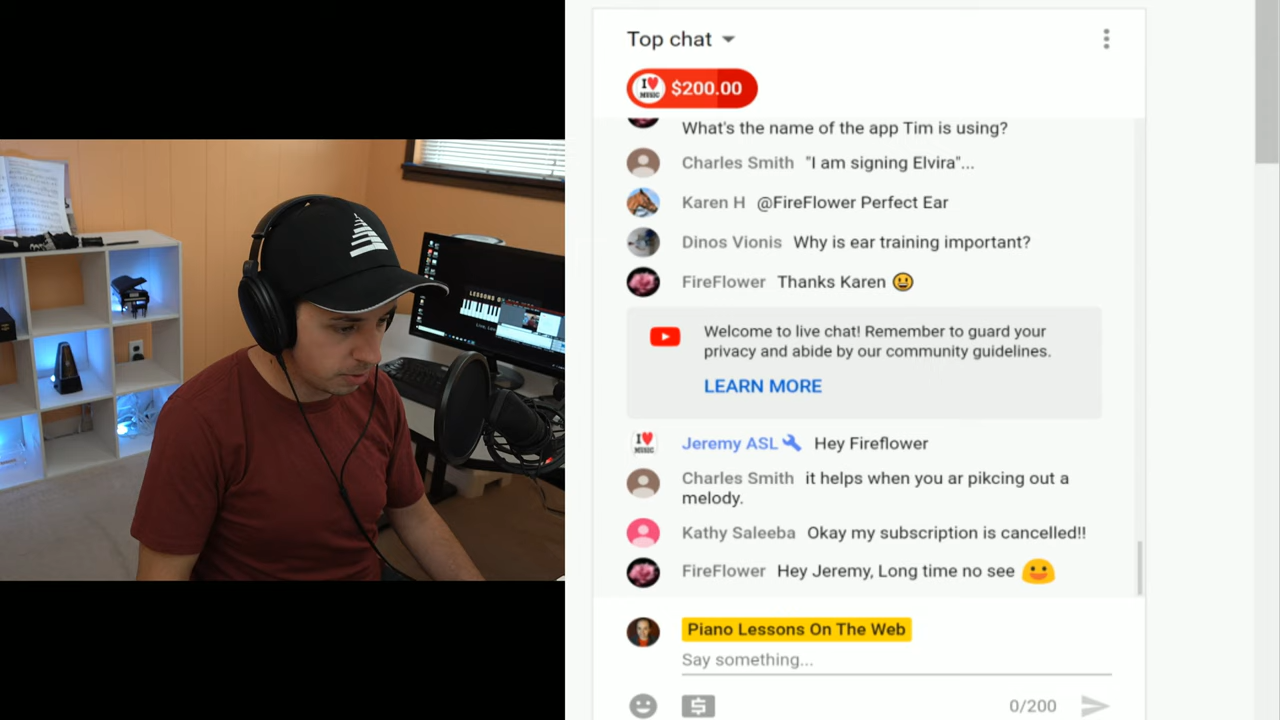 Top chat
I MUSIC
$200.00
What's the name of the app Tim is using?
Charles Smith "I am signing Elvira"...
Karen H @FireFlower Perfect Ear
Dinos Vionis Why is ear training important?
FireFlower Thanks Karen
Welcome to live chat! Remember to guard your
privacy and abide by our community guidelines.
LEARN MORE
I MUSIC
Jeremy ASL Hey Fireflower
Charles Smith it helps when you ar pikcing out a
melody.
Kathy Saleeba Okay my subscription is cancelled!!
FireFlower Hey Jeremy, Long time no see
Piano Lessons On The Web
Say something...
0/200
LESSONS